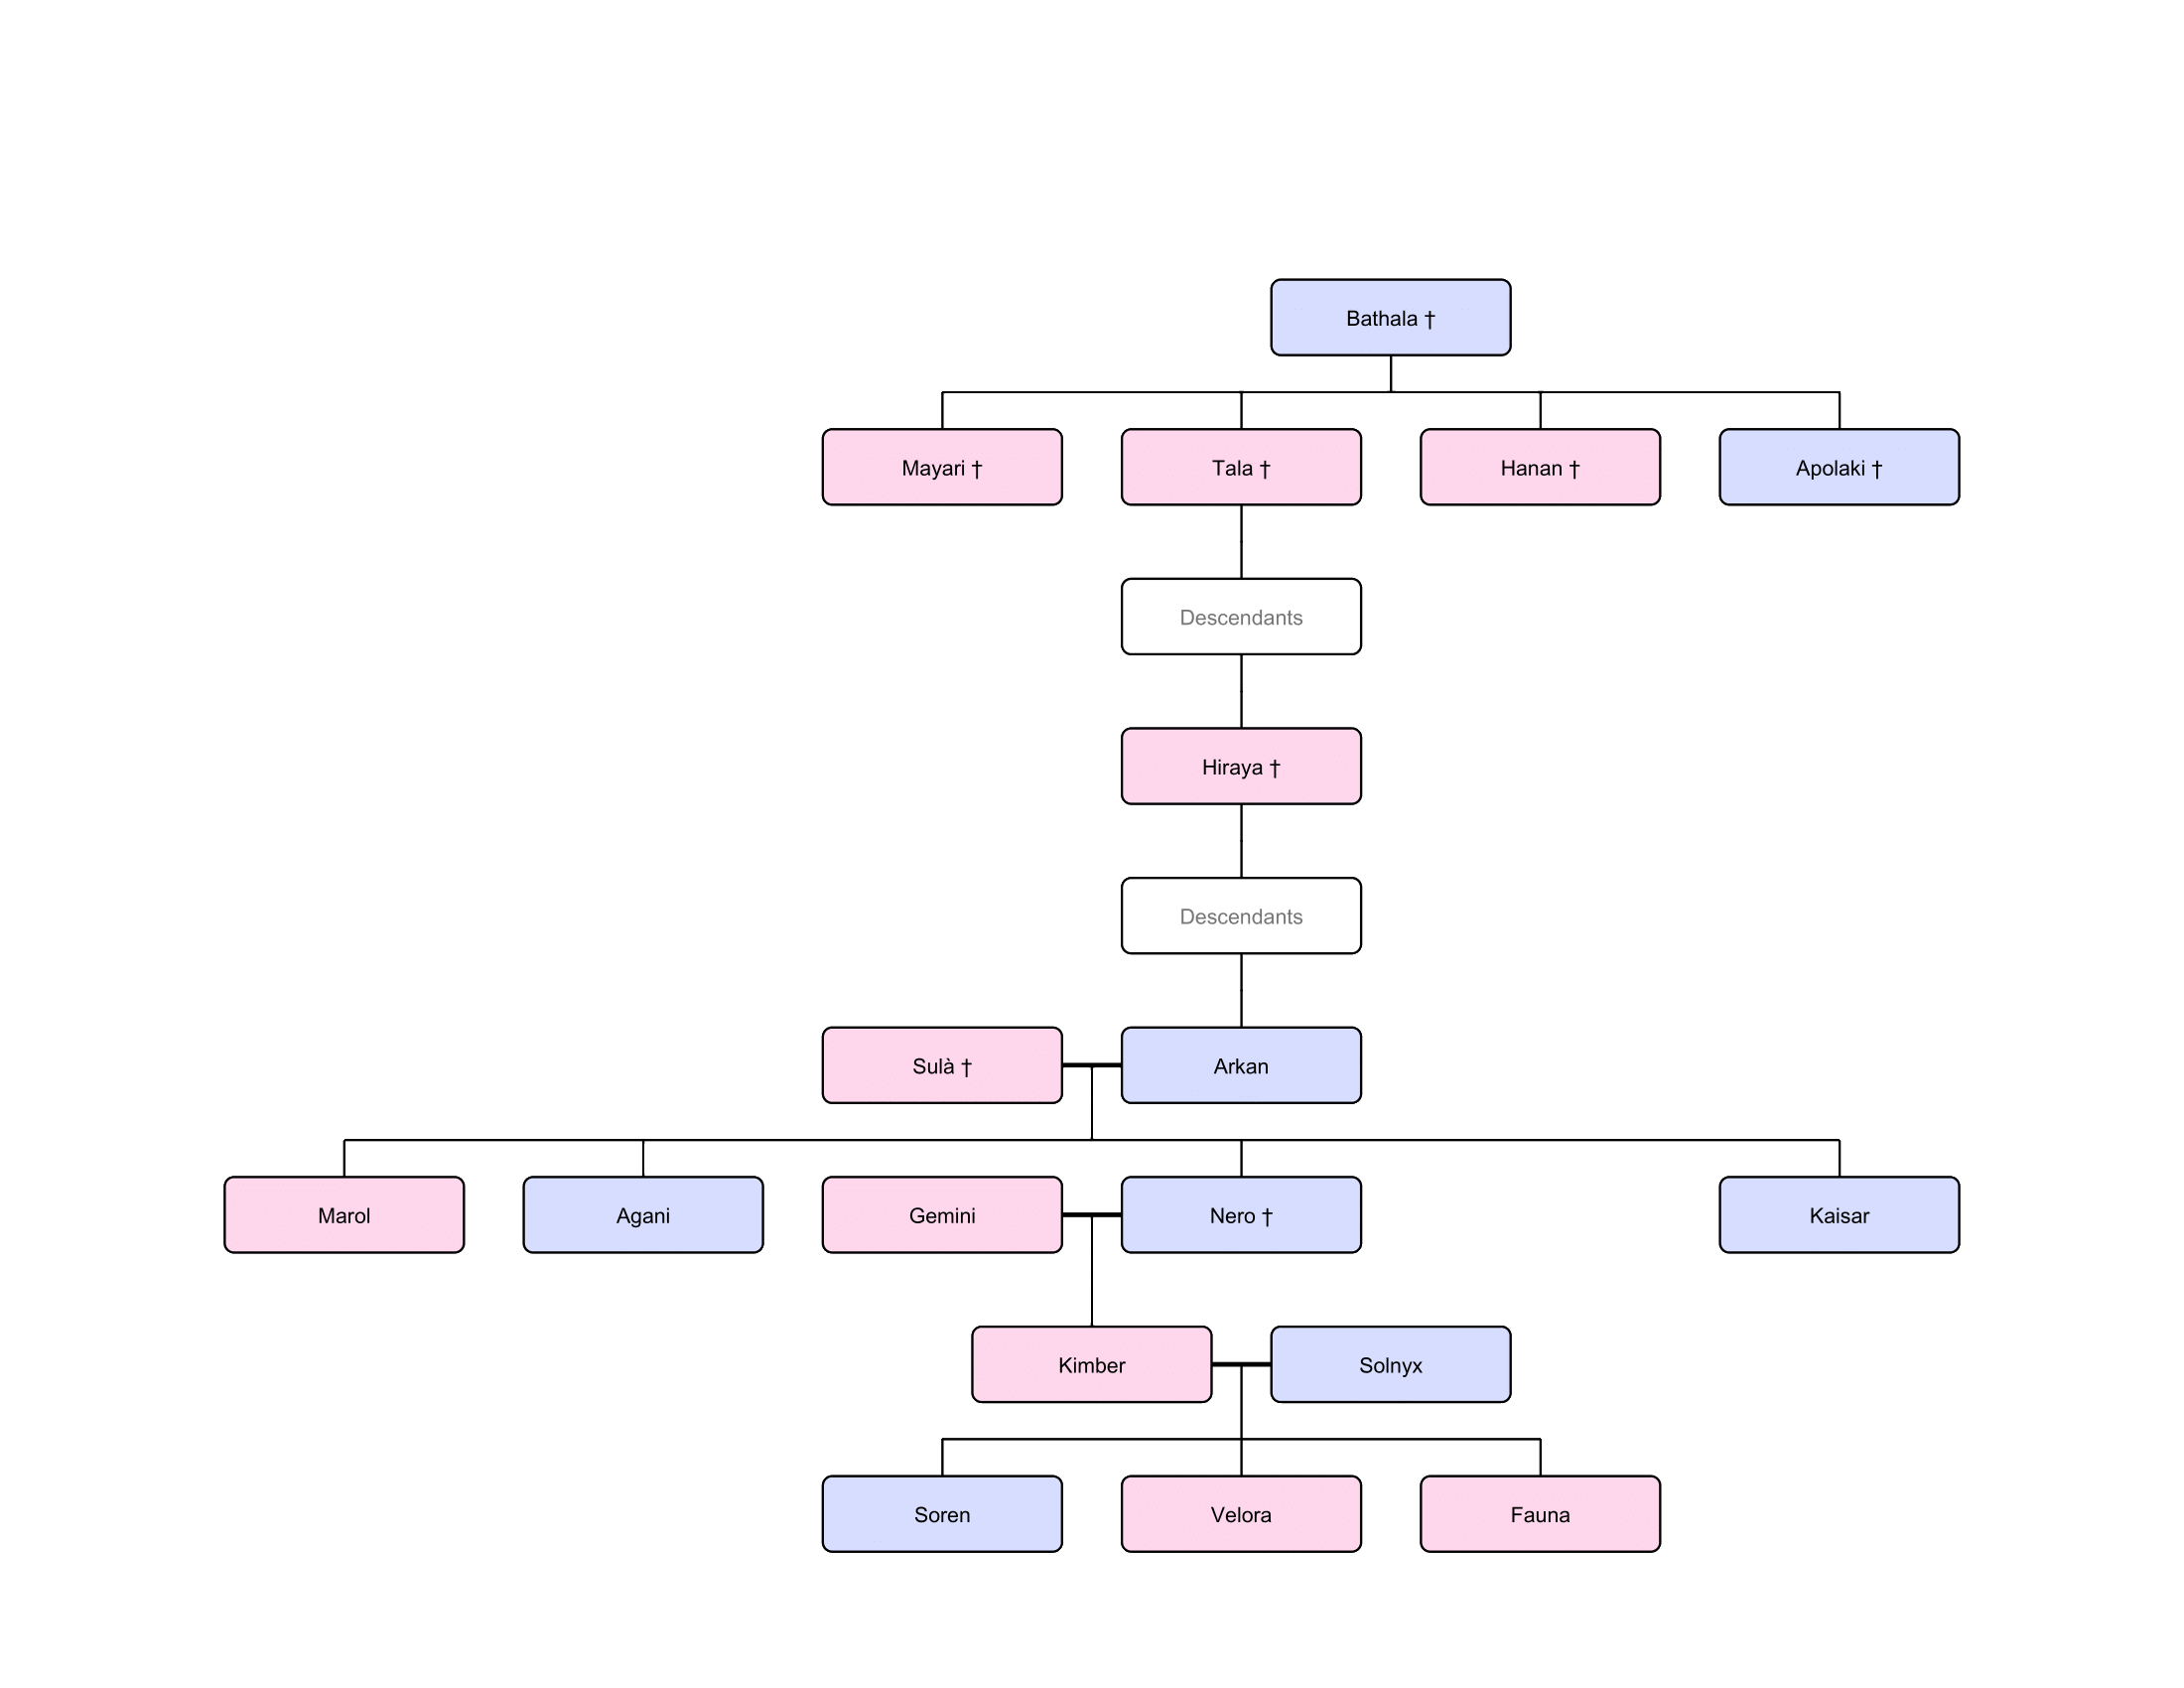 Bathala †
Mayari †
Tala †
Hanan †
Apolaki †
Descendants
Hiraya †
Descendants
Sulà †
Arkan
Marol
Agani
Gemini
Nero †
Kaisar
Kimber
Solnyx
Soren
Velora
Fauna